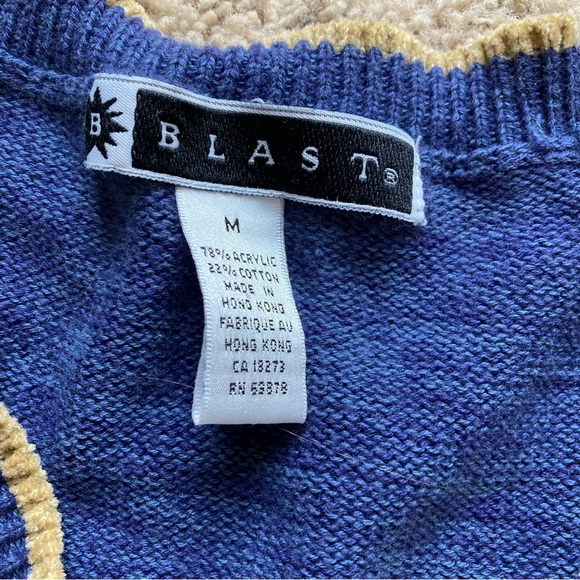 B BLAST®
M
78% ACRYLIC
22% COTTON
MADE IN
HONG KONG
FABRIQUE AU
HONG KONG
CA 13273
RN 63878